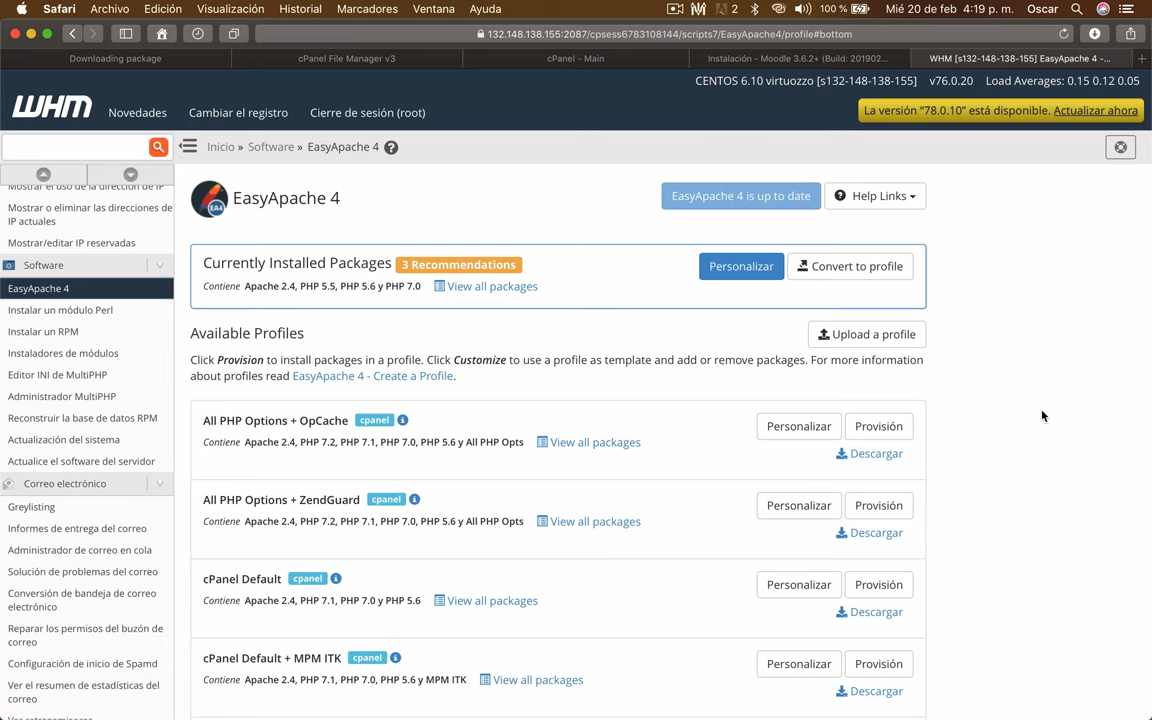 Safari Archivo Edición Visualización Historial Marcadores Ventana Ayuda 2 100 % Mié 20 de feb 4:19 p. m. Oscar
132.148.138.155:2087/cpsess6783108144/scripts7/EasyApache4/profile#bottom
Downloading package cPanel File Manager v3 cPanel - Main Instalación - Moodle 3.6.2+ (Build: 201902... WHM [s132-148-138-155] EasyApache 4 -...
CENTOS 6.10 virtuozzo [s132-148-138-155] v76.0.20 Load Averages: 0.15 0.12 0.05
WHM Novedades Cambiar el registro Cierre de sesión (root)
La versión “78.0.10” está disponible. Actualizar ahora
Inicio » Software » EasyApache 4
Mostrar el uso de la dirección de IP
Mostrar o eliminar las direcciones de
IP actuales
Mostrar/editar IP reservadas
Software
EasyApache 4
Instalar un módulo Perl
Instalar un RPM
Instaladores de módulos
Editor INI de MultiPHP
Administrador MultiPHP
Reconstruir la base de datos RPM
Actualización del sistema
Actualice el software del servidor
Correo electrónico
Greylisting
Informes de entrega del correo
Administrador de correo en cola
Solución de problemas del correo
Conversión de bandeja de correo
electrónico
Reparar los permisos del buzón de
correo
Configuración de inicio de Spamd
Ver el resumen de estadísticas del
correo
EA4
EasyApache 4
EasyApache 4 is up to date Help Links
Currently Installed Packages 3 Recommendations
Personalizar Convert to profile
Contiene Apache 2.4, PHP 5.5, PHP 5.6 y PHP 7.0 View all packages
Available Profiles
Upload a profile
Click Provision to install packages in a profile. Click Customize to use a profile as template and add or remove packages. For more information
about profiles read EasyApache 4 - Create a Profile.
All PHP Options + OpCache cpanel
Contiene Apache 2.4, PHP 7.2, PHP 7.1, PHP 7.0, PHP 5.6 y All PHP Opts View all packages
Personalizar Provisión
Descargar
All PHP Options + ZendGuard cpanel
Contiene Apache 2.4, PHP 7.2, PHP 7.1, PHP 7.0, PHP 5.6 y All PHP Opts View all packages
Personalizar Provisión
Descargar
cPanel Default cpanel
Contiene Apache 2.4, PHP 7.1, PHP 7.0 y PHP 5.6 View all packages
Personalizar Provisión
Descargar
cPanel Default + MPM ITK cpanel
Contiene Apache 2.4, PHP 7.1, PHP 7.0, PHP 5.6 y MPM ITK View all packages
Personalizar Provisión
Descargar